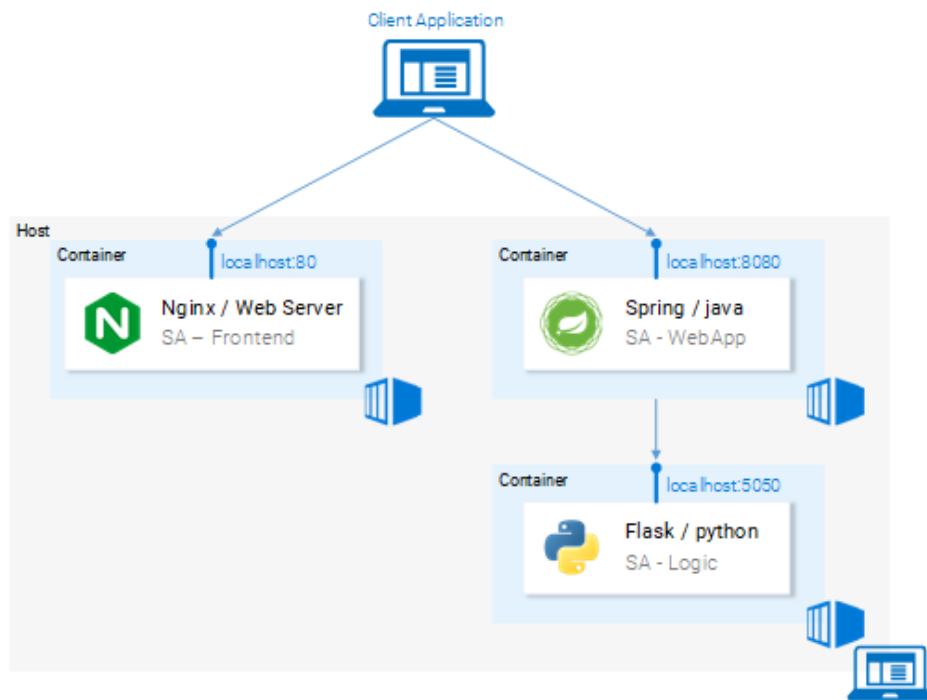 Client Application
Host
Container
localhost:80
Nginx / Web Server
SA – Frontend
Container
localhost:8080
Spring / java
SA - WebApp
Container
localhost:5050
Flask / python
SA - Logic